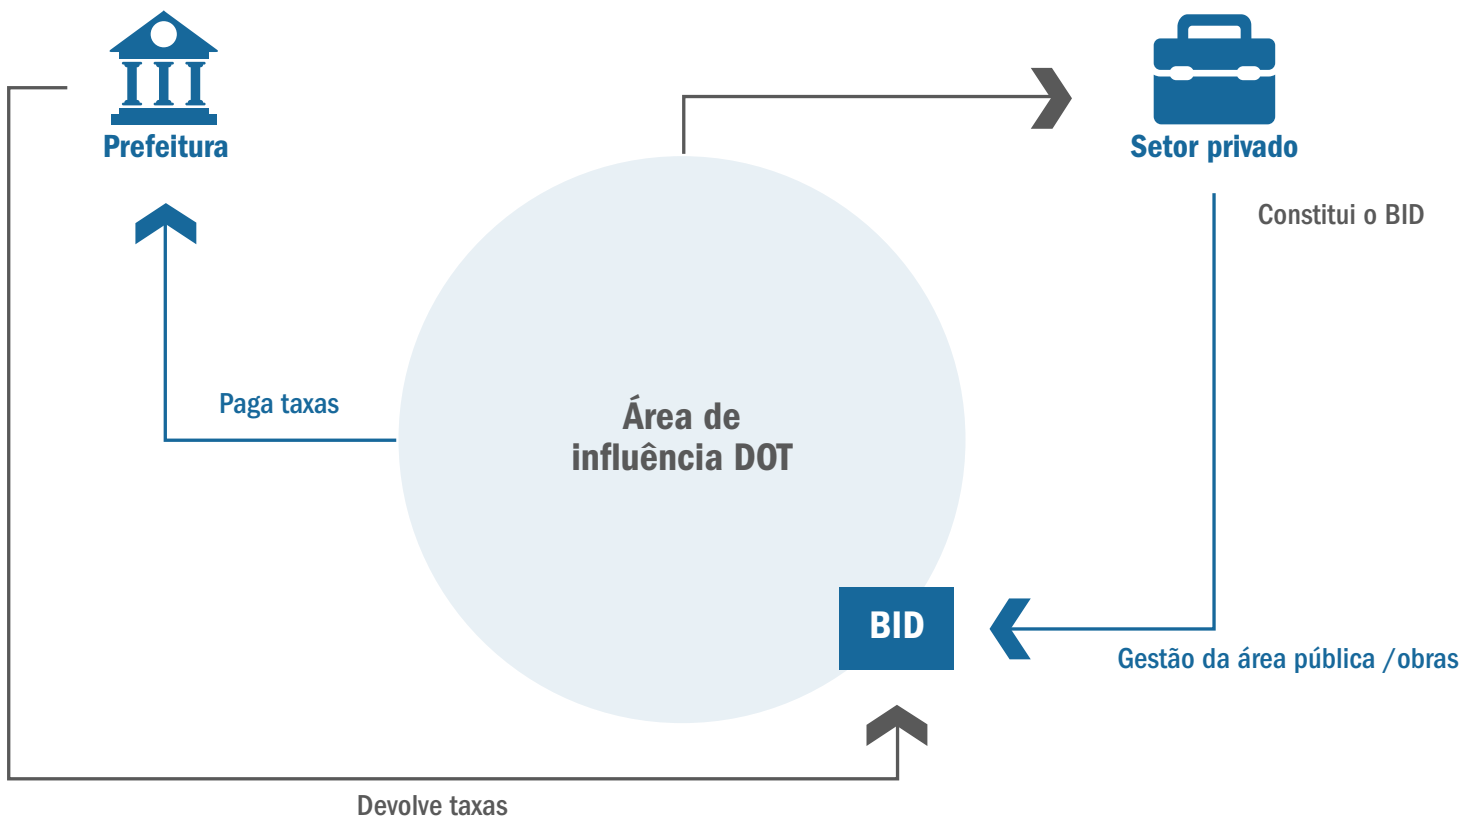 Prefeitura
Setor privado
Constitui o BID
Paga taxas
Área de
influência DOT
BID
Gestão da área pública /obras
Devolve taxas